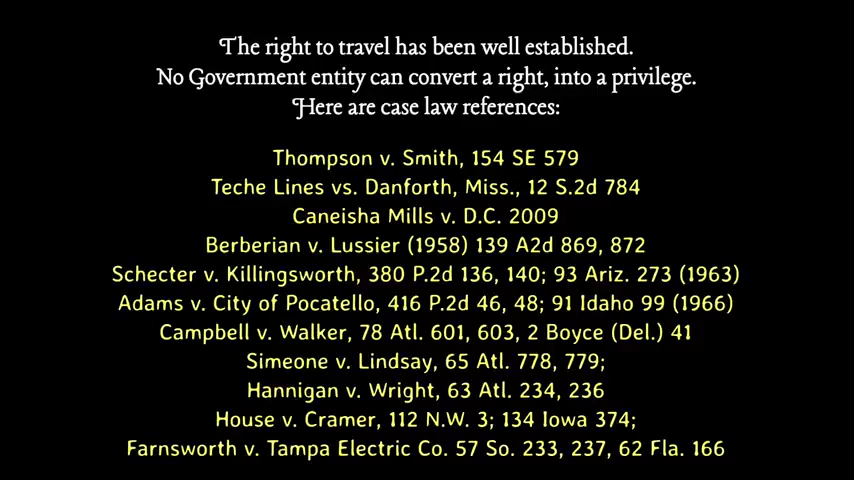 The right to travel has been well established.
No Government entity can convert a right, into a privilege.
Here are case law references:
Thompson v. Smith, 154 SE 579
Teche Lines vs. Danforth, Miss., 12 S.2d 784
Caneisha Mills v. D.C. 2009
Berberian v. Lussier (1958) 139 A2d 869, 872
Schecter v. Killingsworth, 380 P.2d 136, 140; 93 Ariz. 273 (1963)
Adams v. City of Pocatello, 416 P.2d 46, 48; 91 Idaho 99 (1966)
Campbell v. Walker, 78 Atl. 601, 603, 2 Boyce (Del.) 41
Simeone v. Lindsay, 65 Atl. 778, 779;
Hannigan v. Wright, 63 Atl. 234, 236
House v. Cramer, 112 N.W. 3; 134 Iowa 374;
Farnsworth v. Tampa Electric Co. 57 So. 233, 237, 62 Fla. 166